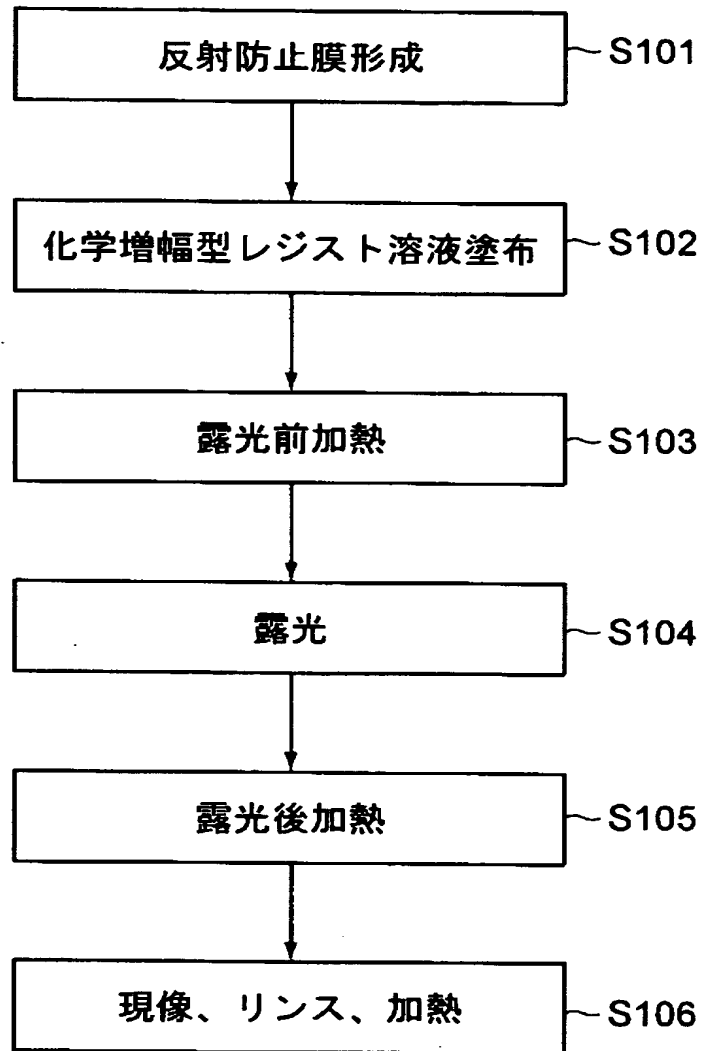 反射防止膜形成 S101
化学増幅型レジスト溶液塗布 S102
露光前加熱 S103
露光 S104
露光後加熱 S105
現像、リンス、加熱 S106